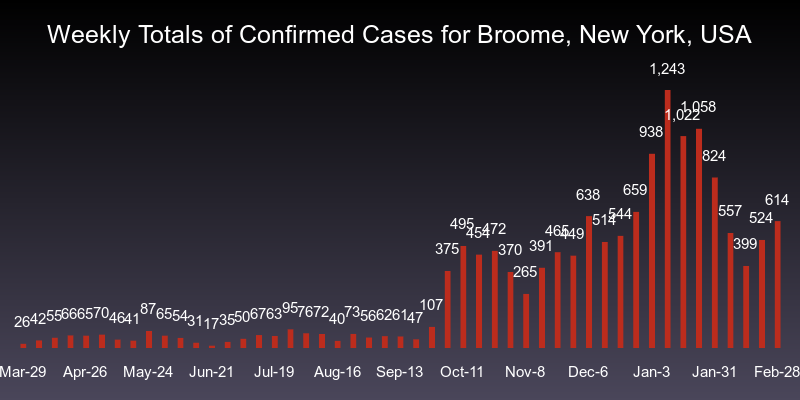 Weekly Totals of Confirmed Cases for Broome, New York, USA
26 42 55 66 65 70 46 41 87 65 54 31 17 35 50 67 63 95 76 72 40 73 56 62 61 47 107 375 495 454 472 370 265 391 465 449 638 514 544 659 938 1,243 1,022 1,058 824 557 399 524 614
Mar-29 Apr-26 May-24 Jun-21 Jul-19 Aug-16 Sep-13 Oct-11 Nov-8 Dec-6 Jan-3 Jan-31 Feb-28